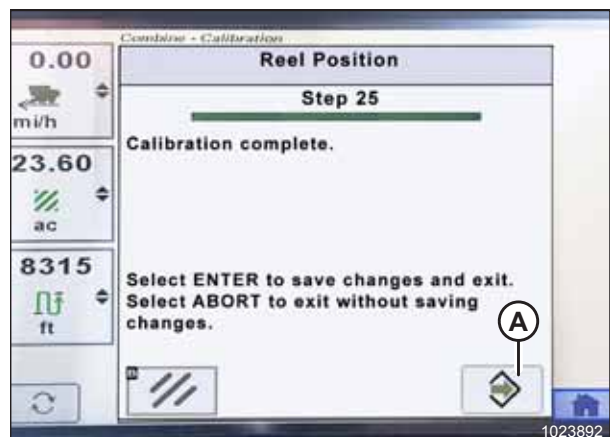 Combine - Calibration
0.00
mi/h
23.60
ac
8315
ft
Reel Position
Step 25
Calibration complete.
Select ENTER to save changes and exit.
Select ABORT to exit without saving
changes.
A
1023892